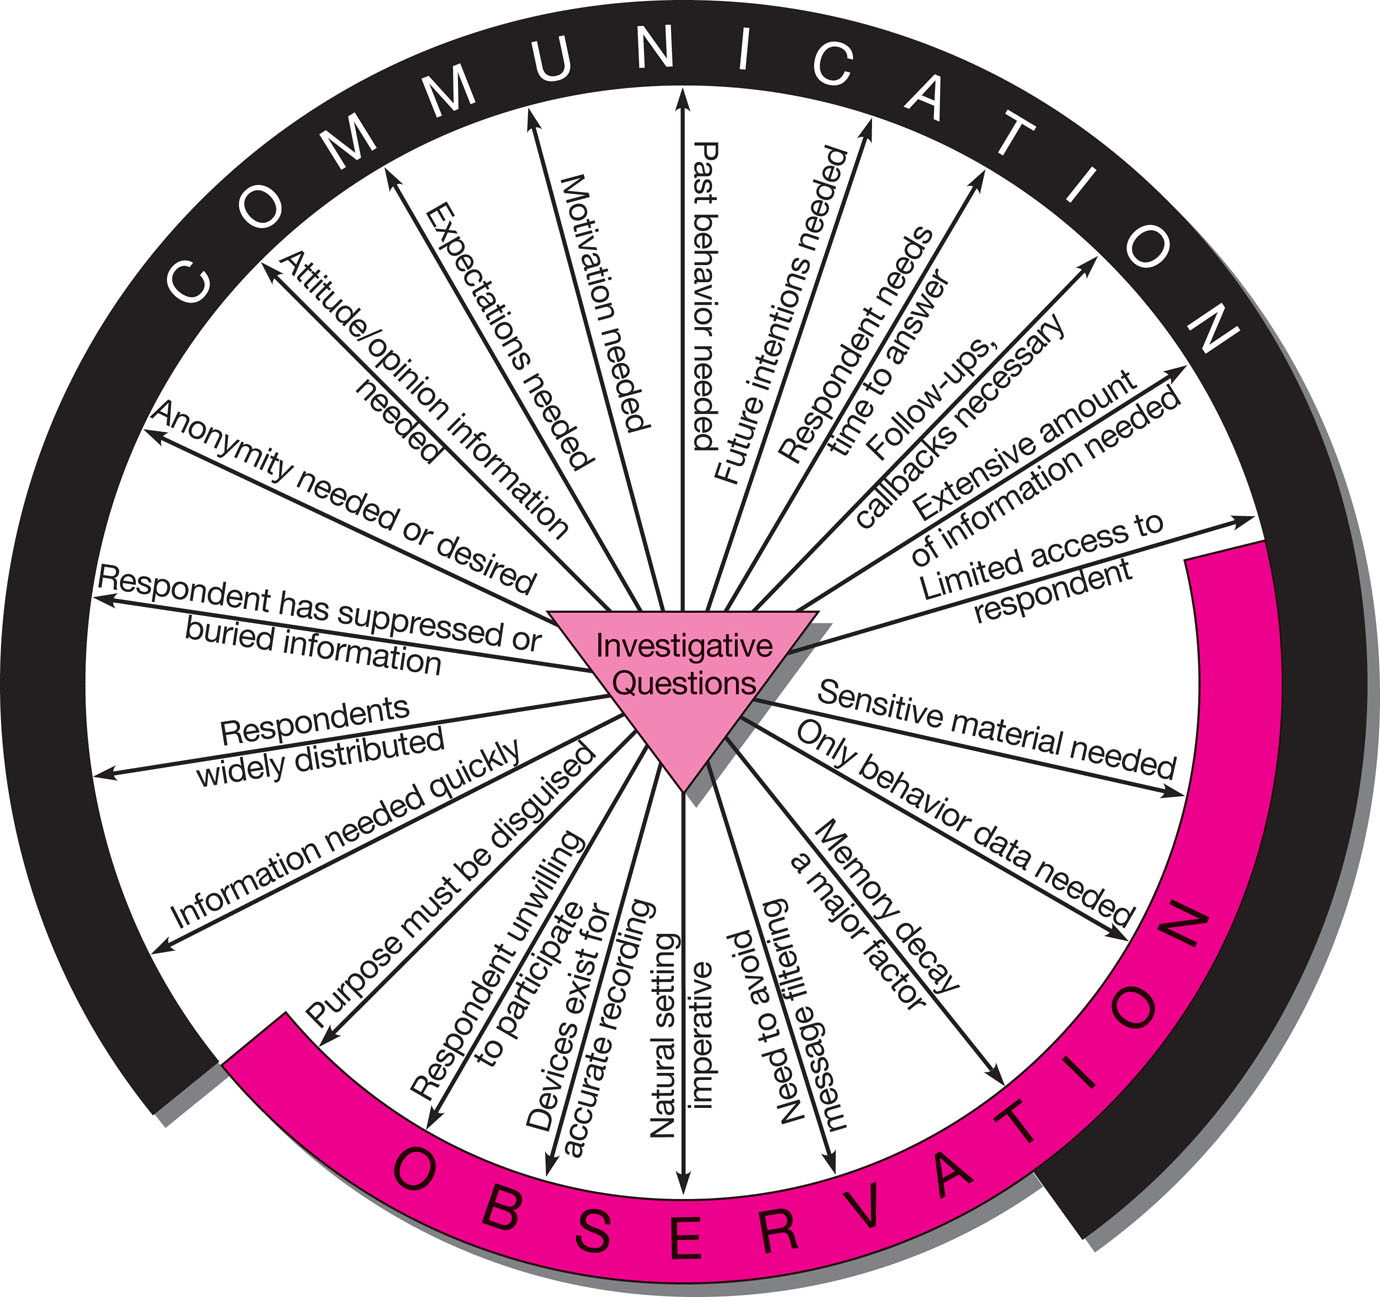 COMMUNICATION
Past behavior needed
Future intentions needed
Respondent needs
time to answer
Follow-ups,
callbacks necessary
Extensive amount
of information needed
Limited access to
respondent
Sensitive material needed
Only behavior data needed
Memory decay
a major factor
Need to avoid
message filtering
Natural setting
imperative
Devices exist for
accurate recording
Respondent unwilling
to participate
Purpose must be disguised
Information needed quickly
Respondents
widely distributed
Respondent has suppressed or
buried information
Anonymity needed or desired
Attitude/opinion information
needed
Expectations needed
Motivation needed
Investigative
Questions
OBSERVATION